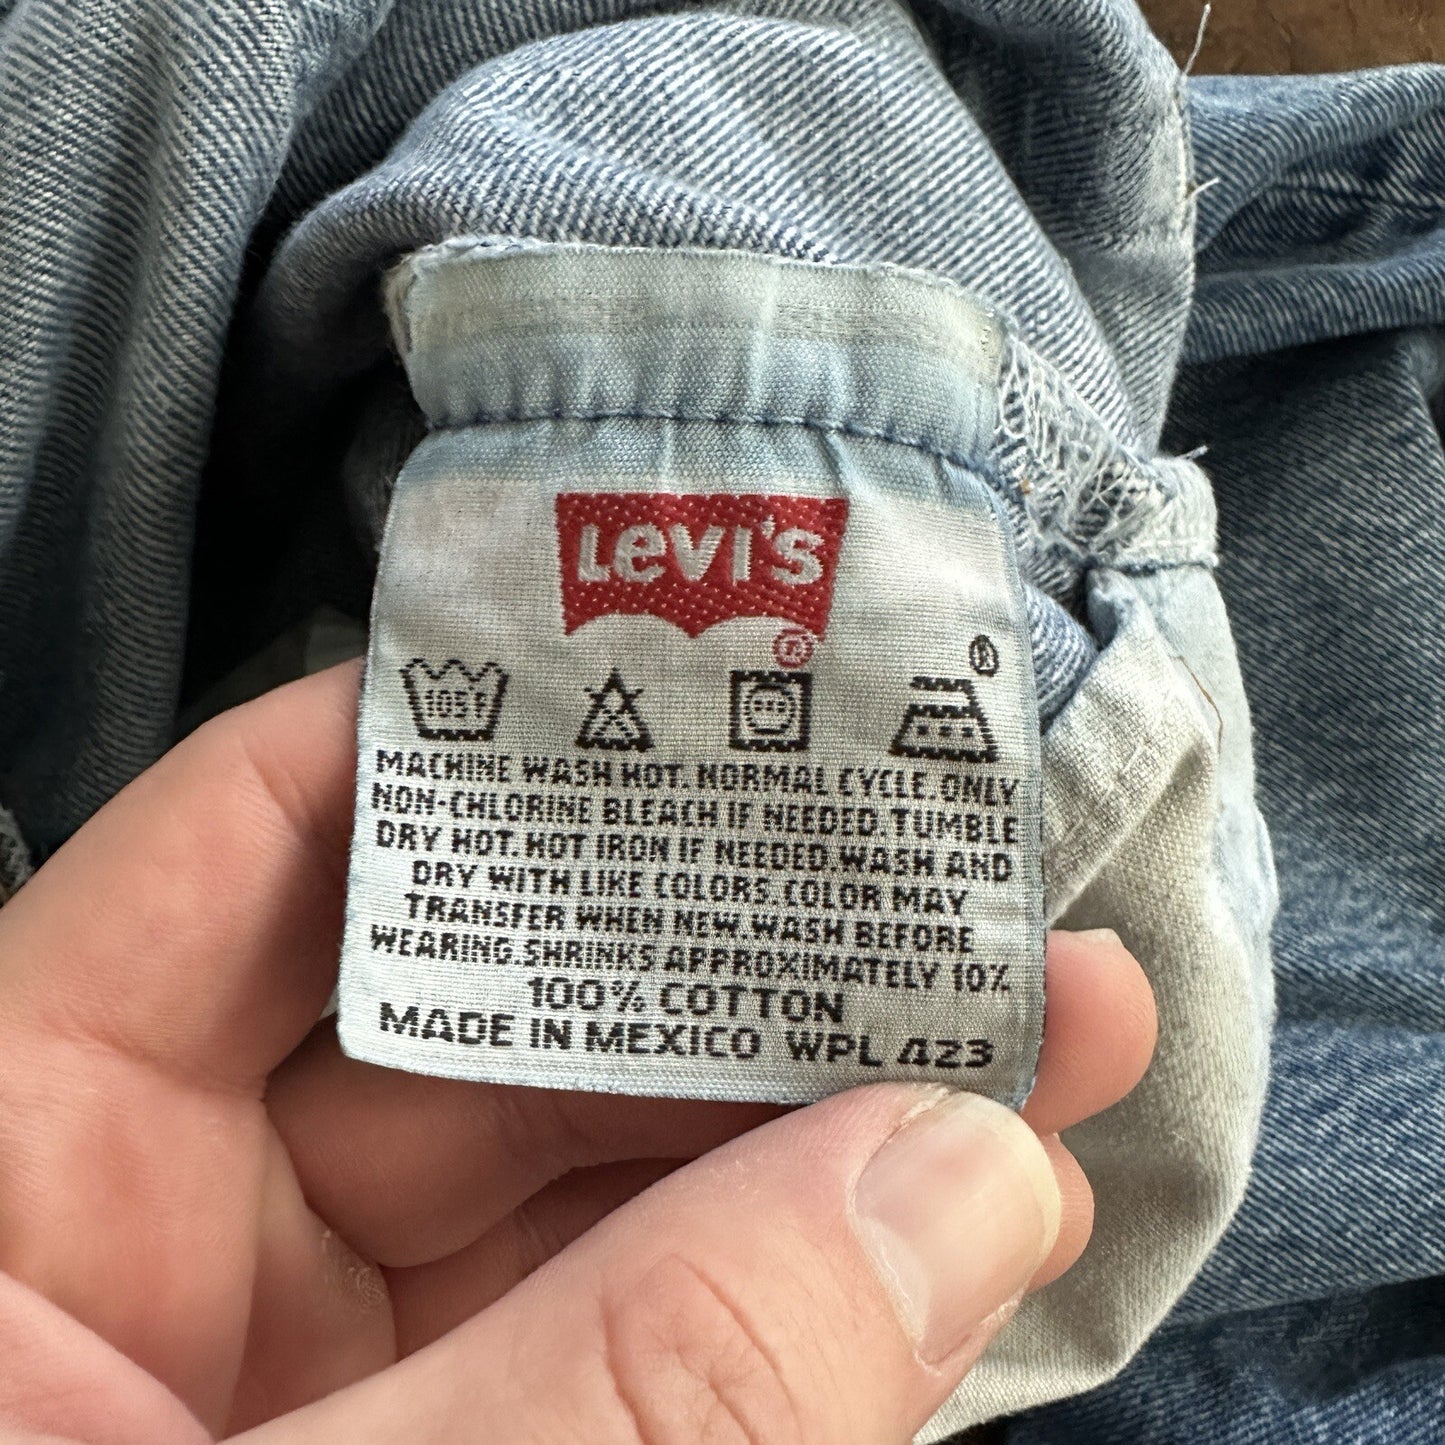 Levi's
®
®
105F
MACHINE WASH HOT. NORMAL CYCLE. ONLY
NON-CHLORINE BLEACH IF NEEDED. TUMBLE
DRY HOT. HOT IRON IF NEEDED. WASH AND
DRY WITH LIKE COLORS. COLOR MAY
TRANSFER WHEN NEW. WASH BEFORE
WEARING. SHRINKS APPROXIMATELY 10%
100% COTTON
MADE IN MEXICO WPL 423